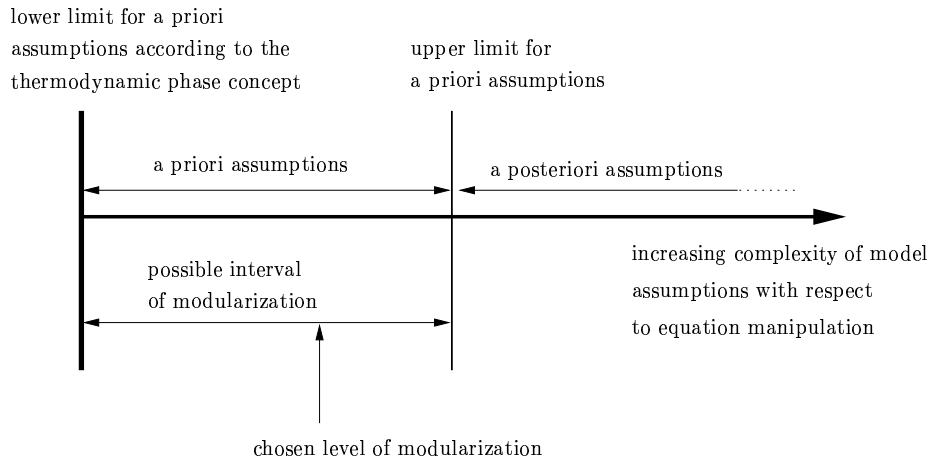 lower limit for a priori
assumptions according to the
thermodynamic phase concept
upper limit for
a priori assumptions
a priori assumptions
a posteriori assumptions
possible interval
of modularization
increasing complexity of model
assumptions with respect
to equation manipulation
chosen level of modularization